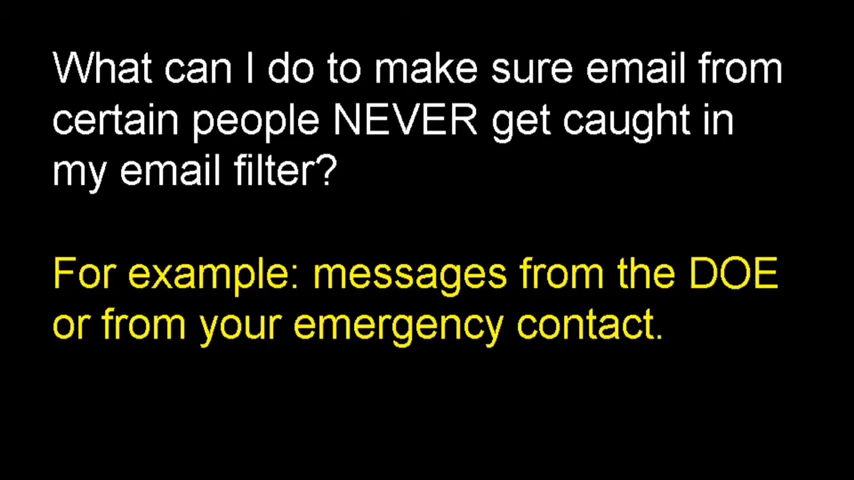 What can I do to make sure email from
certain people NEVER get caught in
my email filter?
For example: messages from the DOE
or from your emergency contact.